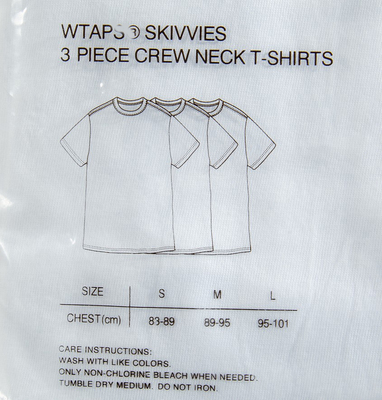 WTAPS® SKIVVIES
3 PIECE CREW NECK T-SHIRTS
SIZE S M L
CHEST(cm) 83-89 89-95 95-101
CARE INSTRUCTIONS:
WASH WITH LIKE COLORS.
ONLY NON-CHLORINE BLEACH WHEN NEEDED.
TUMBLE DRY MEDIUM. DO NOT IRON.